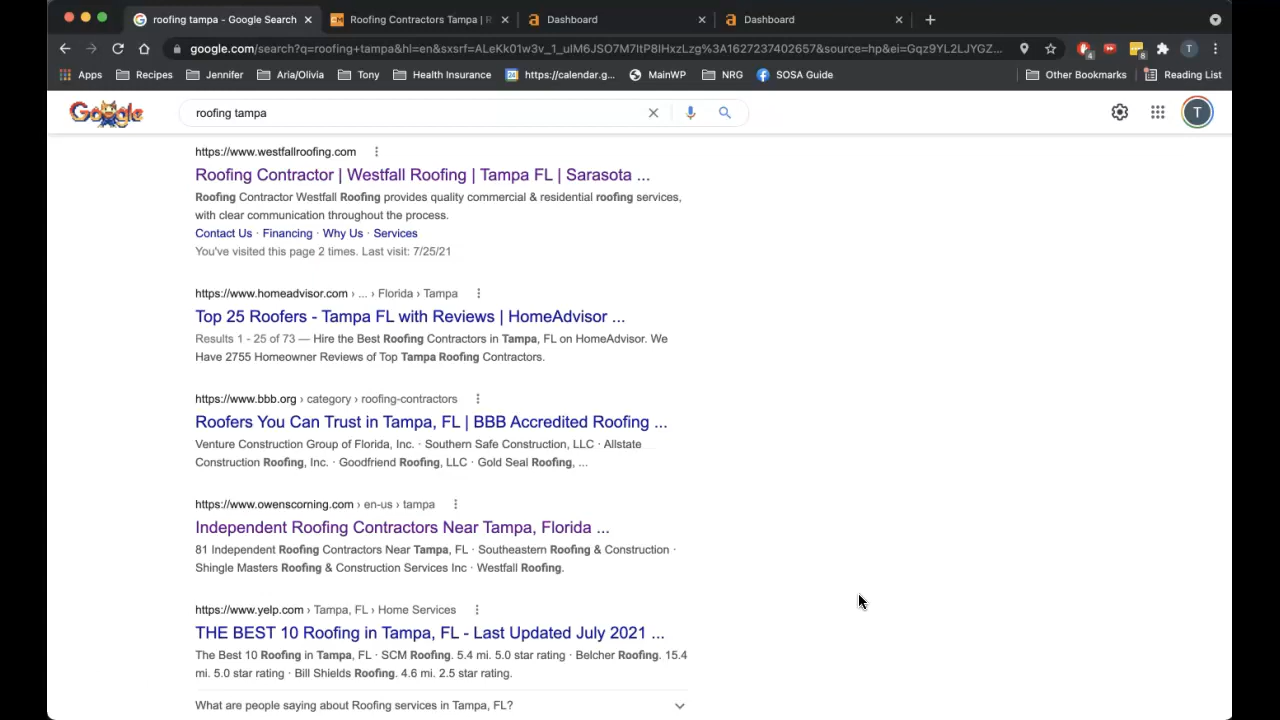 roofing tampa - Google Search
Roofing Contractors Tampa | R
Dashboard
Dashboard
google.com/search?q=roofing+tampa&hl=en&sxsrf=ALeKk01w3v_1_uIM6JSO7M7ItP8IHxzLzg%3A1627237402657&source=hp&ei=Gqz9YL2LJYGZ...
4
8
T
Apps
Recipes
Jennifer
Aria/Olivia
Tony
Health Insurance
https://calendar.g...
MainWP
NRG
SOSA Guide
Other Bookmarks
Reading List
Google
roofing tampa
T
https://www.westfallroofing.com
Roofing Contractor | Westfall Roofing | Tampa FL | Sarasota ...
Roofing Contractor Westfall Roofing provides quality commercial & residential roofing services,
with clear communication throughout the process.
Contact Us · Financing · Why Us · Services
You've visited this page 2 times. Last visit: 7/25/21
https://www.homeadvisor.com › ... › Florida › Tampa
Top 25 Roofers - Tampa FL with Reviews | HomeAdvisor ...
Results 1 - 25 of 73 — Hire the Best Roofing Contractors in Tampa, FL on HomeAdvisor. We
Have 2755 Homeowner Reviews of Top Tampa Roofing Contractors.
https://www.bbb.org › category › roofing-contractors
Roofers You Can Trust in Tampa, FL | BBB Accredited Roofing ...
Venture Construction Group of Florida, Inc. · Southern Safe Construction, LLC · Allstate
Construction Roofing, Inc. · Goodfriend Roofing, LLC · Gold Seal Roofing, ...
https://www.owenscorning.com › en-us › tampa
Independent Roofing Contractors Near Tampa, Florida ...
81 Independent Roofing Contractors Near Tampa, FL · Southeastern Roofing & Construction ·
Shingle Masters Roofing & Construction Services Inc · Westfall Roofing.
https://www.yelp.com › Tampa, FL › Home Services
THE BEST 10 Roofing in Tampa, FL - Last Updated July 2021 ...
The Best 10 Roofing in Tampa, FL · SCM Roofing. 5.4 mi. 5.0 star rating · Belcher Roofing. 15.4
mi. 5.0 star rating · Bill Shields Roofing. 4.6 mi. 2.5 star rating.
What are people saying about Roofing services in Tampa, FL?